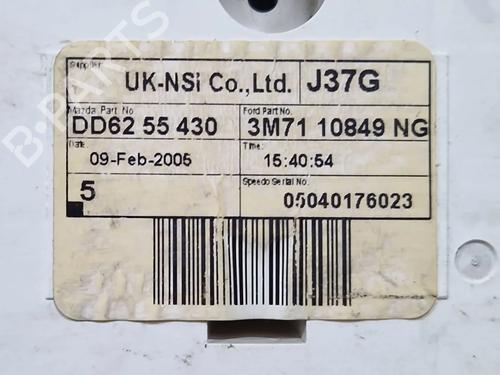 Supplier
UK-NSi Co.,Ltd. J37G
Mazda Part No Ford Part No.
DD62 55 430 3M71 10849 NG
Date: Time:
09-Feb-2005 15:40:54
Speedo Serial No.
5 05040176023
B-PARTS